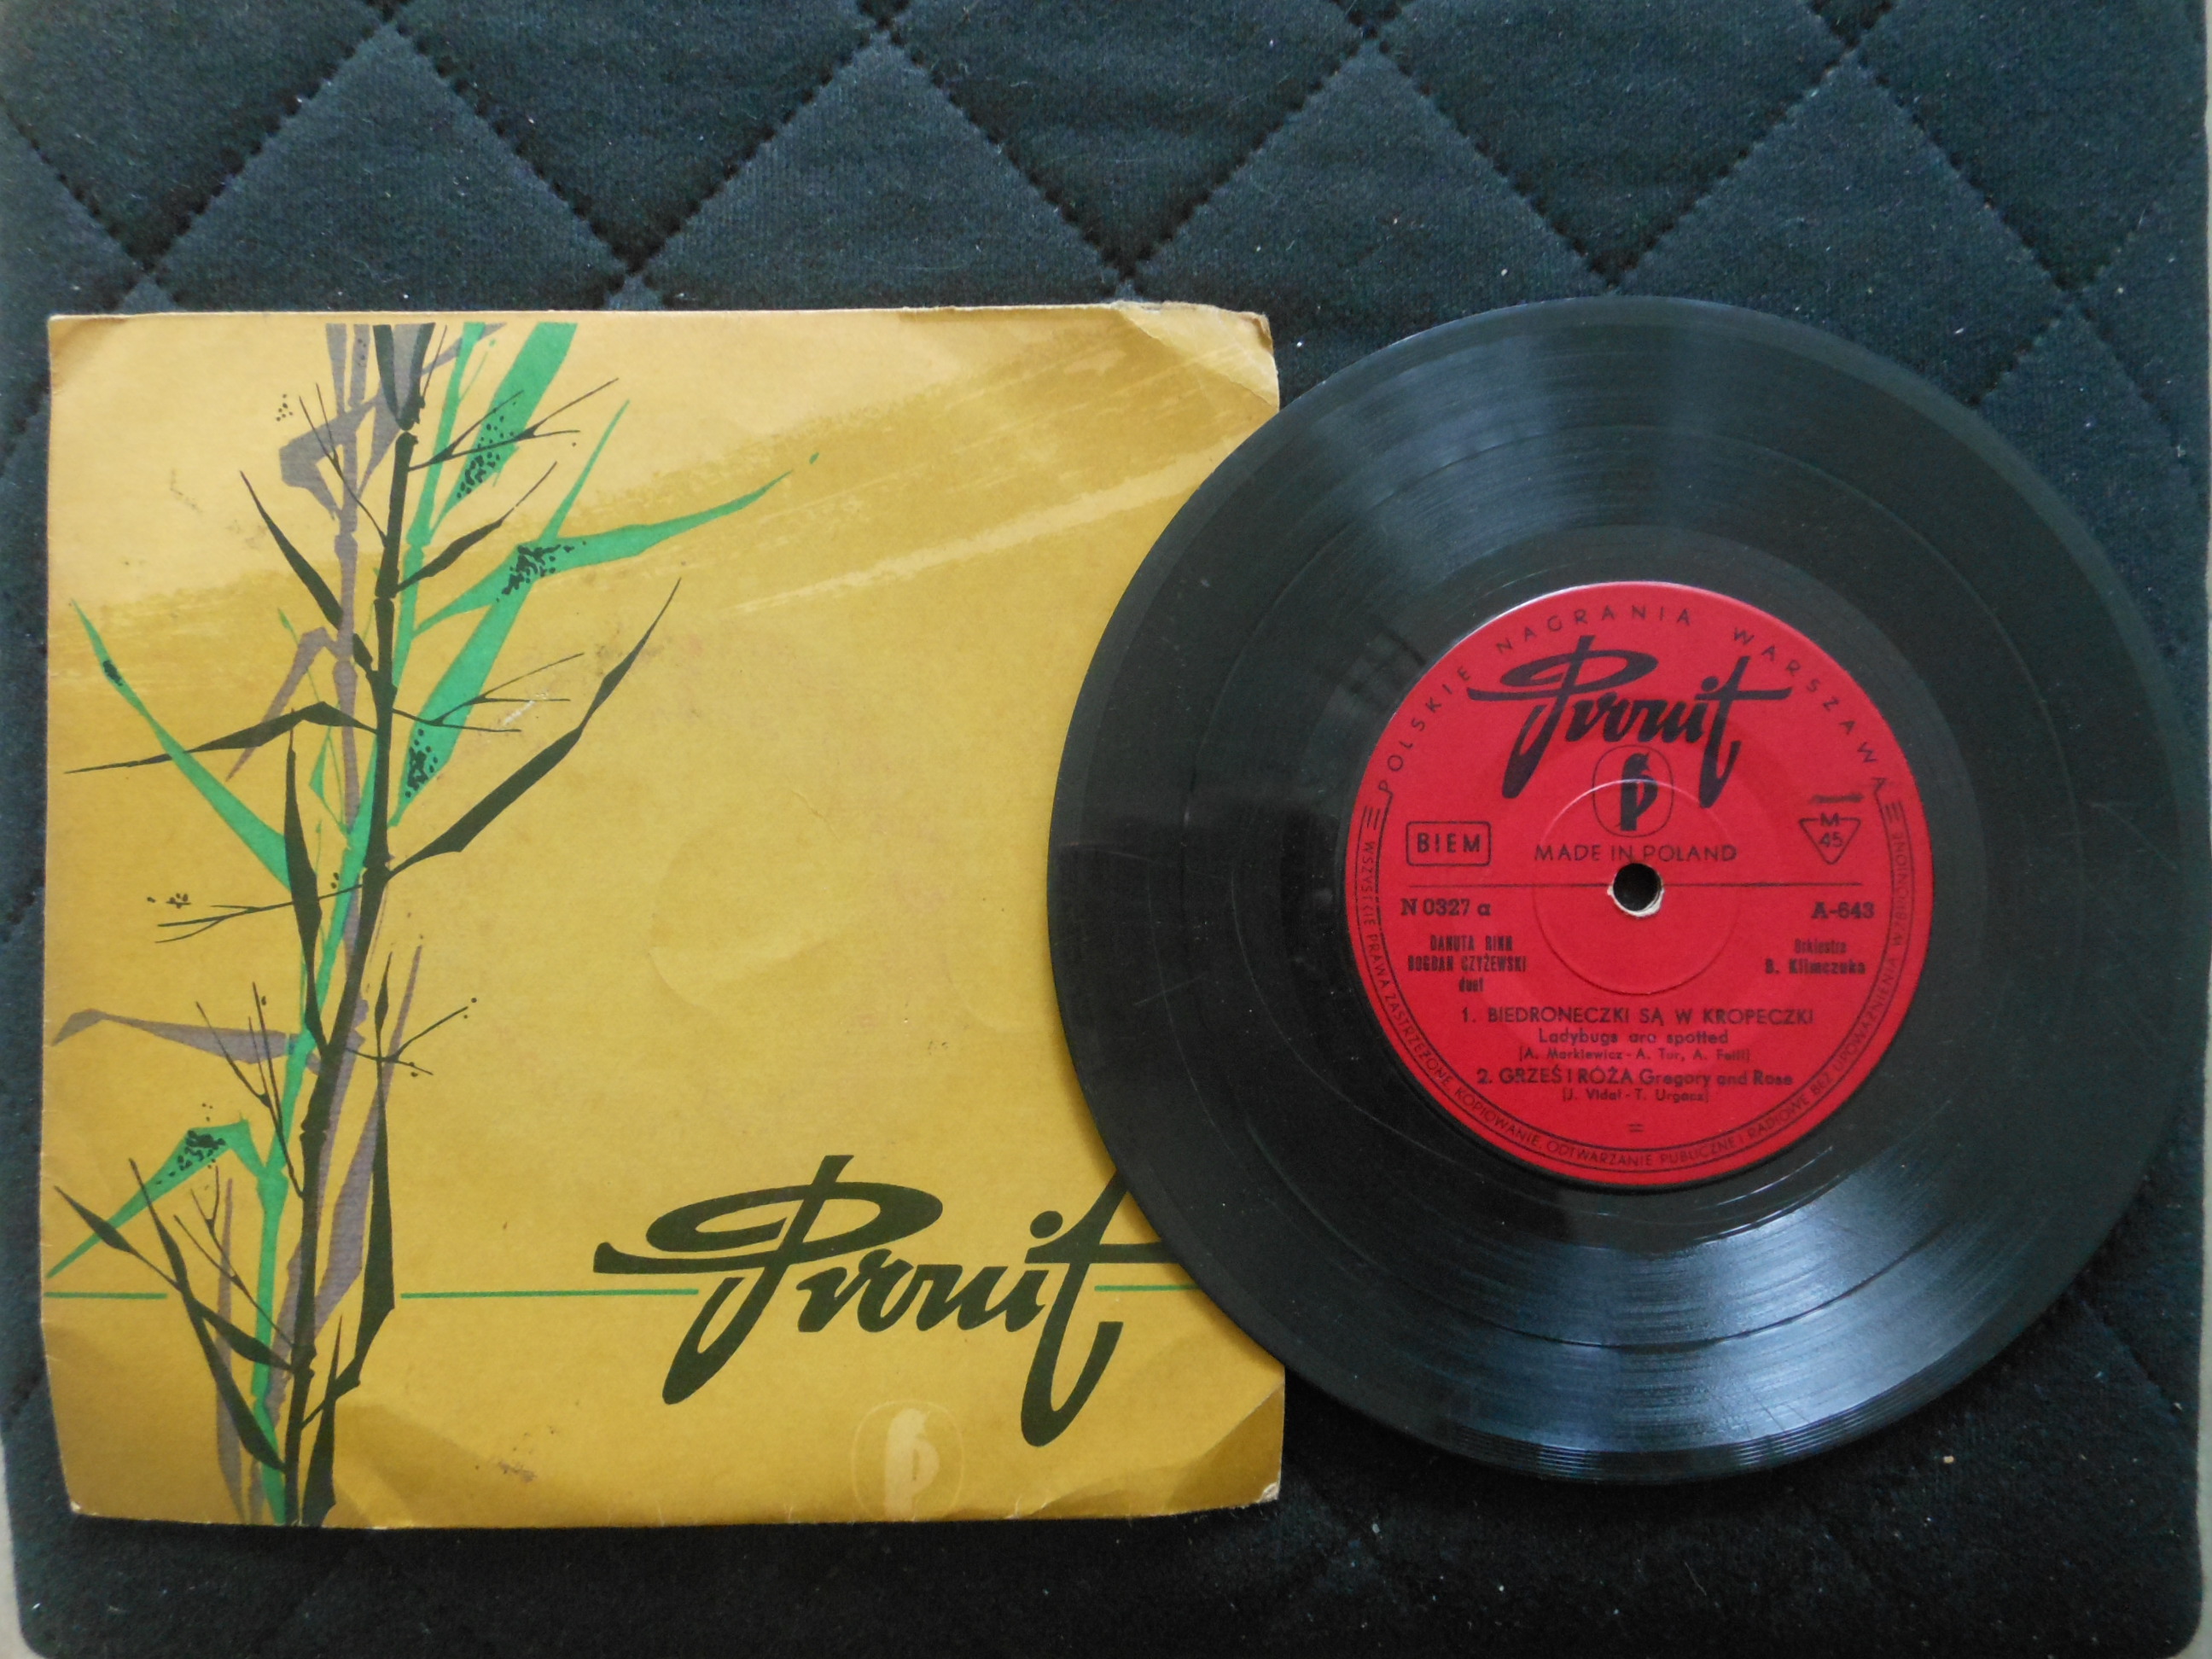 Pronit
POLSKIE NAGRANIA WARSZAWA
Pronit
BIEM
MADE IN POLAND
M
45
N 0327 a
A-643
DANUTA RINN
BOGDAN CZYŻEWSKI
duet
Orkiestra
B. Klimczuka
1. BIEDRONECZKI SĄ W KROPECZKI
Ladybugs are spotted
(A. Markiewicz - A. Tur, A. Felli)
2. GRZEŚ I RÓŻA Gregory and Rose
(J. Vidal - T. Urgacz)
WSZYSTKIE PRAWA ZASTRZEŻONE. KOPIOWANIE, ODTWARZANIE PUBLICZNE I RADIOWE BEZ UPOWAŻNIENIA WZBRONIONE